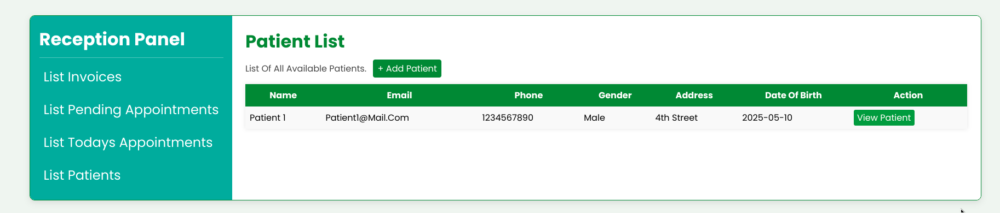 Reception Panel
List Invoices
List Pending Appointments
List Todays Appointments
List Patients
Patient List
List Of All Available Patients. + Add Patient
Name Email Phone Gender Address Date Of Birth Action
Patient 1 Patient1@Mail.Com 1234567890 Male 4th Street 2025-05-10 View Patient